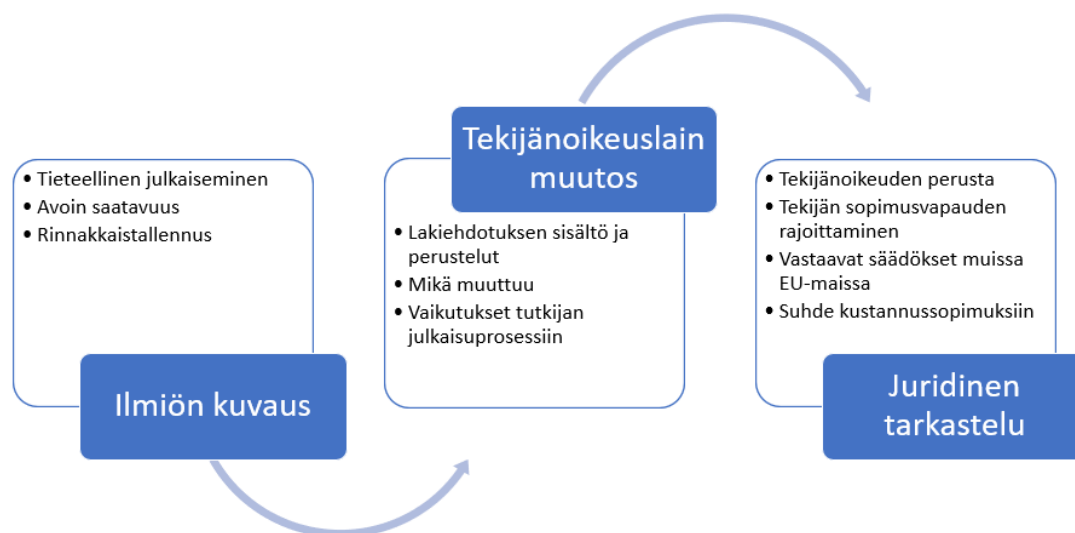 • Tieteellinen julkaiseminen
• Avoin saatavuus
• Rinnakkaistallennus
Ilmiön kuvaus
Tekijänoikeuslain
muutos
• Lakiehdotuksen sisältö ja
perustelut
• Mikä muuttuu
• Vaikutukset tutkijan
julkaisuprosessiin
• Tekijänoikeuden perusta
• Tekijän sopimusvapauden
rajoittaminen
• Vastaavat säädökset muissa
EU-maissa
• Suhde kustannussopimuksiin
Juridinen
tarkastelu